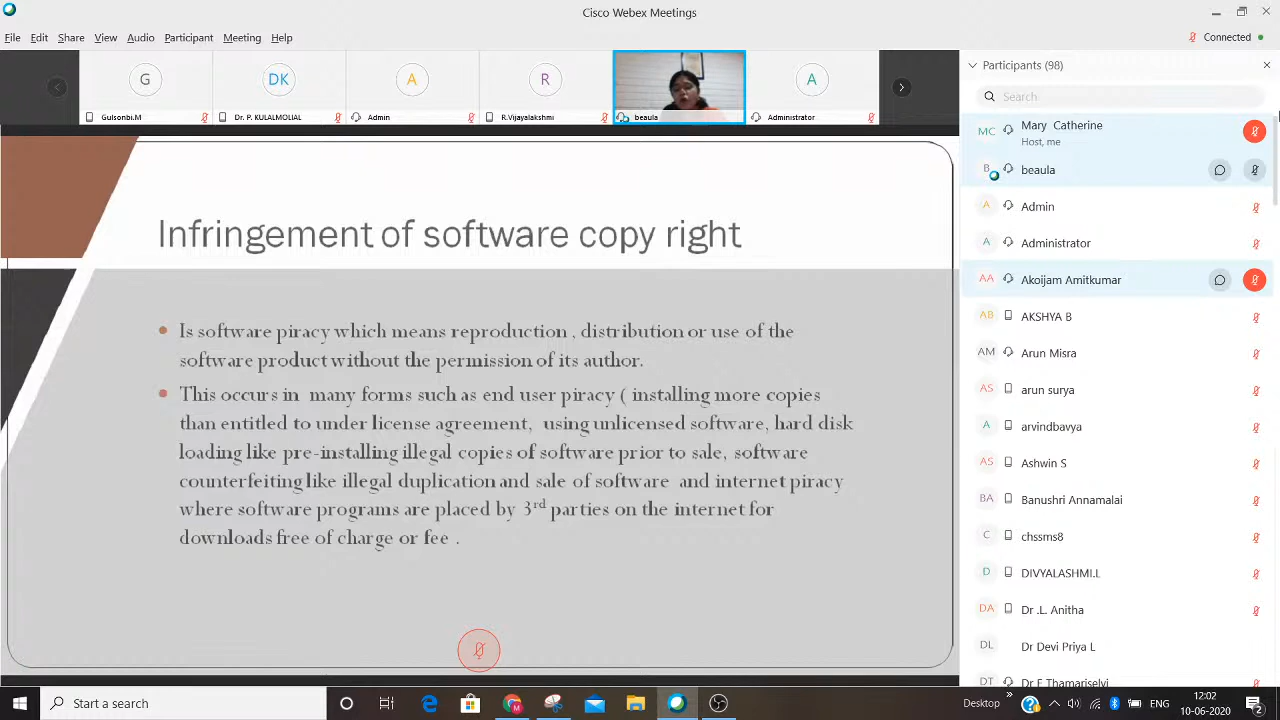 Cisco Webex Meetings
File Edit Share View Audio Participant Meeting Help
Connected
G
DK
A
R
A
Gulsonbi.M
Dr. P. KULALMOLIAL
Admin
R.Vijayalakshmi
beaula
Administrator
Infringement of software copy right
Is software piracy which means reproduction , distribution or use of the
software product without the permission of its author.
This occurs in many forms such as end user piracy ( installing more copies
than entitled to under license agreement, using unlicensed software, hard disk
loading like pre-installing illegal copies of software prior to sale, software
counterfeiting like illegal duplication and sale of software and internet piracy
where software programs are placed by 3rd parties on the internet for
downloads free of charge or fee .
Participants (98)
Search
MC Mary Catherine
Host, me
B beaula
A Admin
A Administrator
AA Akoijam Amitkumar
AB AKSHYA B
AM Arun Misra
AS arun surya
A arvindbavya
AS Ashwin S
BA Banushri Annamalai
C chssms8
D DIVYALASHMI.L
DA Dr .L. Anitha
DL Dr Devi Priya L
DT Dr F Thamariselvi
Start a search
Desktop
ENG
12:02
10-06-2020
2